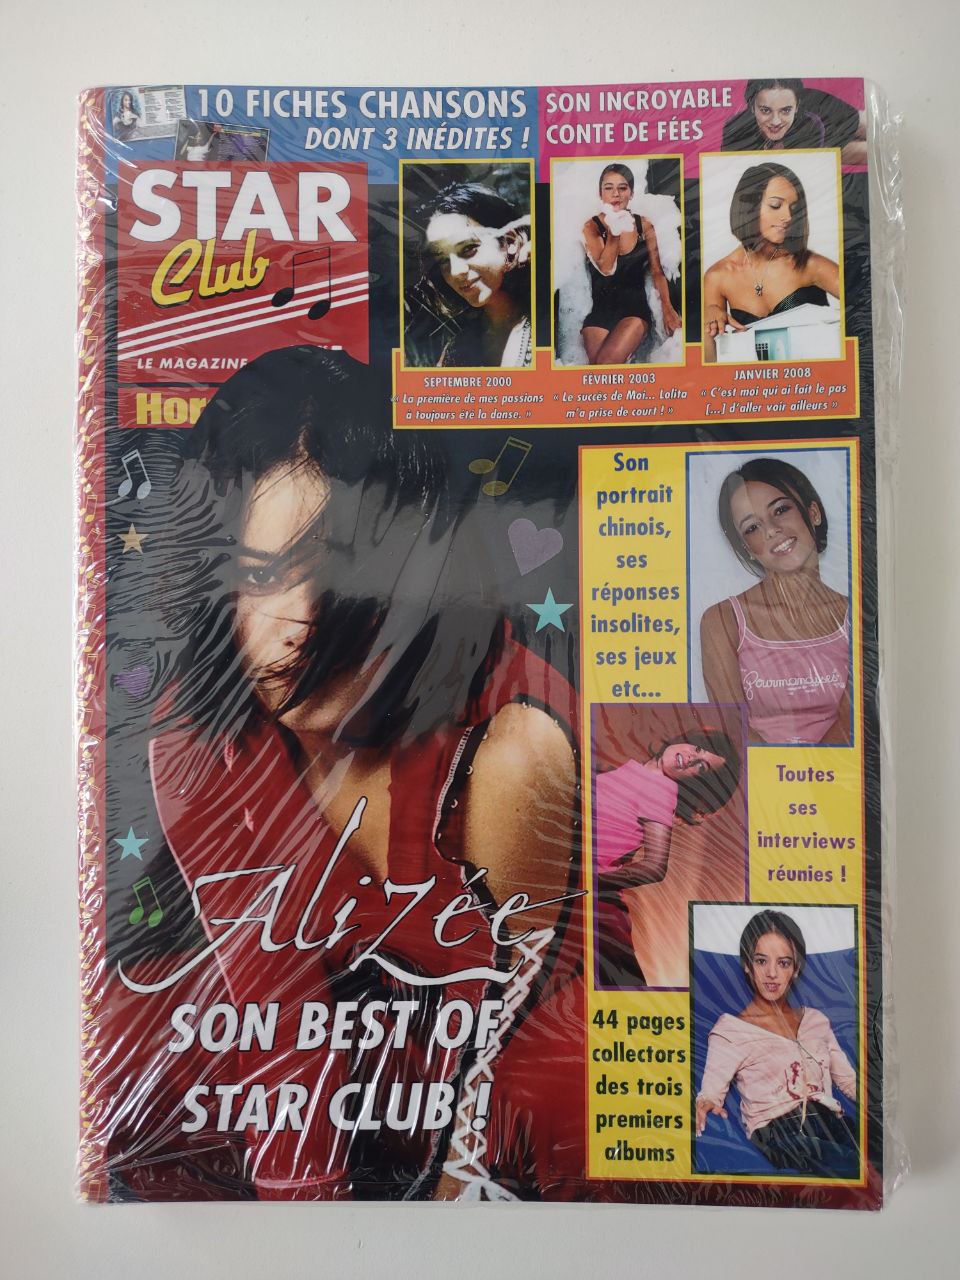 10 FICHES CHANSONS
DONT 3 INÉDITES !
SON INCROYABLE
CONTE DE FÉES
STAR
Club
LE MAGAZINE
Hor
SEPTEMBRE 2000
« La première de mes passions
a toujours été la danse. »
FÉVRIER 2003
« Le succès de Moi... Lolita
m'a prise de court ! »
JANVIER 2008
« C'est moi qui ai fait le pas
[...] d'aller voir ailleurs »
Son
portrait
chinois,
ses
réponses
insolites,
ses jeux
etc...
Gourmandises
Toutes
ses
interviews
réunies !
Alizée
SON BEST OF
STAR CLUB !
44 pages
collectors
des trois
premiers
albums